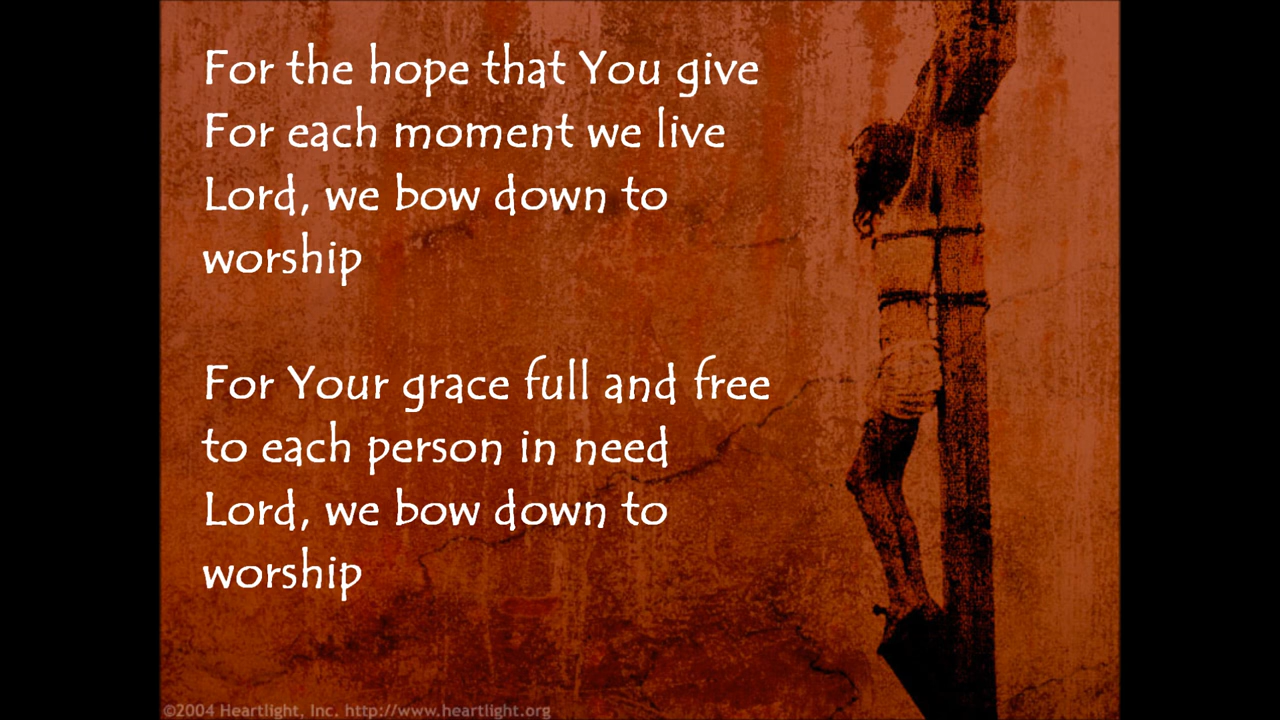 For the hope that You give
For each moment we live
Lord, we bow down to
worship
For Your grace full and free
to each person in need
Lord, we bow down to
worship
©2004 Heartlight, Inc. http://www.heartlight.org